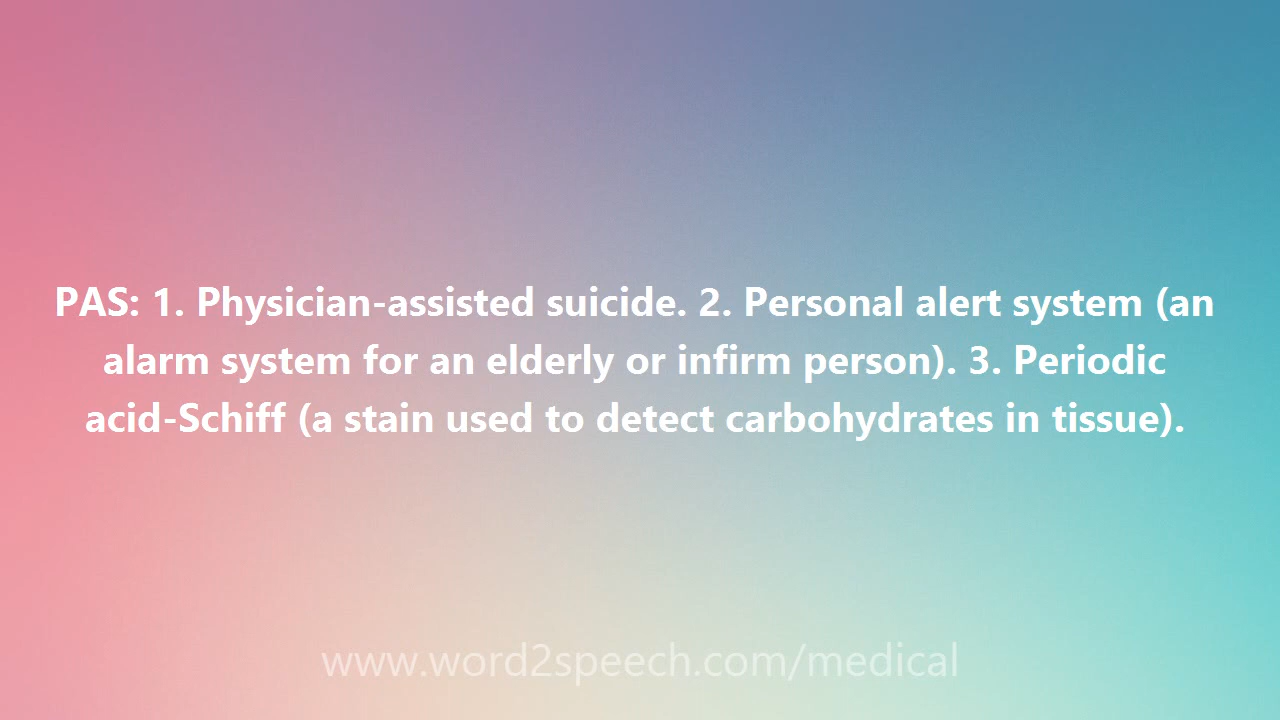 PAS: 1. Physician-assisted suicide. 2. Personal alert system (an
alarm system for an elderly or infirm person). 3. Periodic
acid-Schiff (a stain used to detect carbohydrates in tissue).
www.word2speech.com/medical